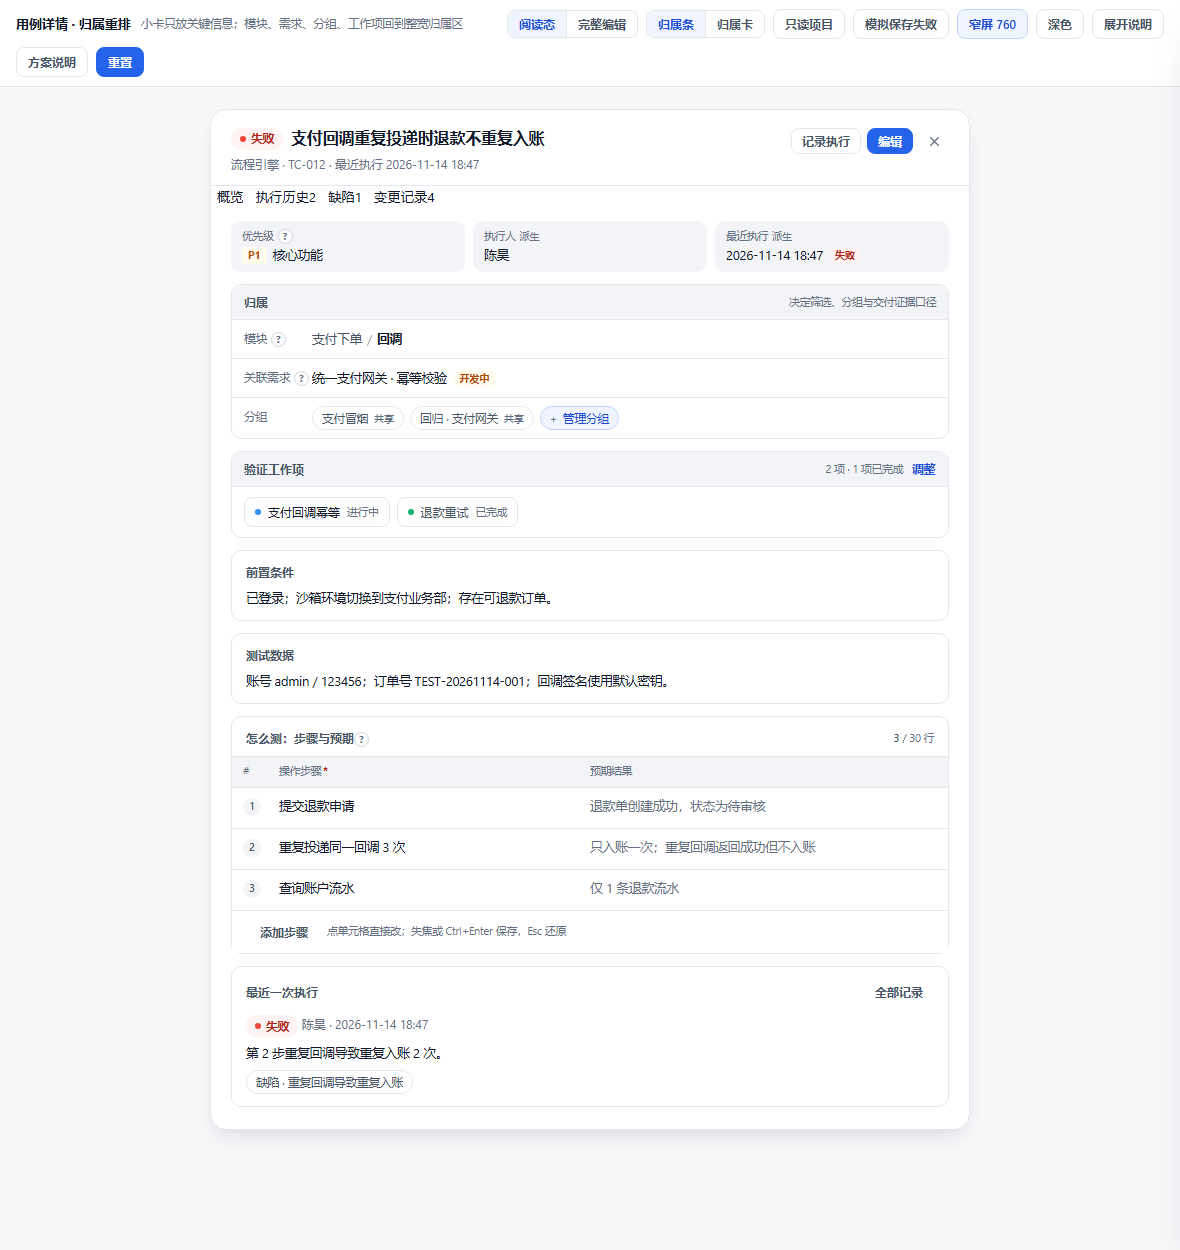 用例详情 · 归属重排 小卡只放关键信息；模块、需求、分组、工作项回到整宽归属区 阅读态 完整编辑 归属条 归属卡 只读项目 模拟保存失败 窄屏 760 深色 展开说明
方案说明 重置
失败 支付回调重复投递时退款不重复入账 记录执行 编辑 ×
流程引擎 · TC-012 · 最近执行 2026-11-14 18:47
概览 执行历史2 缺陷1 变更记录4
优先级 ? 执行人 派生 最近执行 派生
P1 核心功能 陈昊 2026-11-14 18:47 失败
归属 决定筛选、分组与交付证据口径
模块 ? 支付下单 / 回调
关联需求 ? 统一支付网关 · 幂等校验 开发中
分组 支付冒烟 共享 回归 · 支付网关 共享 + 管理分组
验证工作项 2 项 · 1 项已完成 调整
支付回调幂等 进行中 退款重试 已完成
前置条件
已登录；沙箱环境切换到支付业务部；存在可退款订单。
测试数据
账号 admin / 123456；订单号 TEST-20261114-001；回调签名使用默认密钥。
怎么测：步骤与预期 ? 3 / 30 行
# 操作步骤* 预期结果
1 提交退款申请 退款单创建成功，状态为待审核
2 重复投递同一回调 3 次 只入账一次；重复回调返回成功但不入账
3 查询账户流水 仅 1 条退款流水
添加步骤 点单元格直接改；失焦或 Ctrl+Enter 保存，Esc 还原
最近一次执行 全部记录
失败 陈昊 · 2026-11-14 18:47
第 2 步重复回调导致重复入账 2 次。
缺陷 · 重复回调导致重复入账